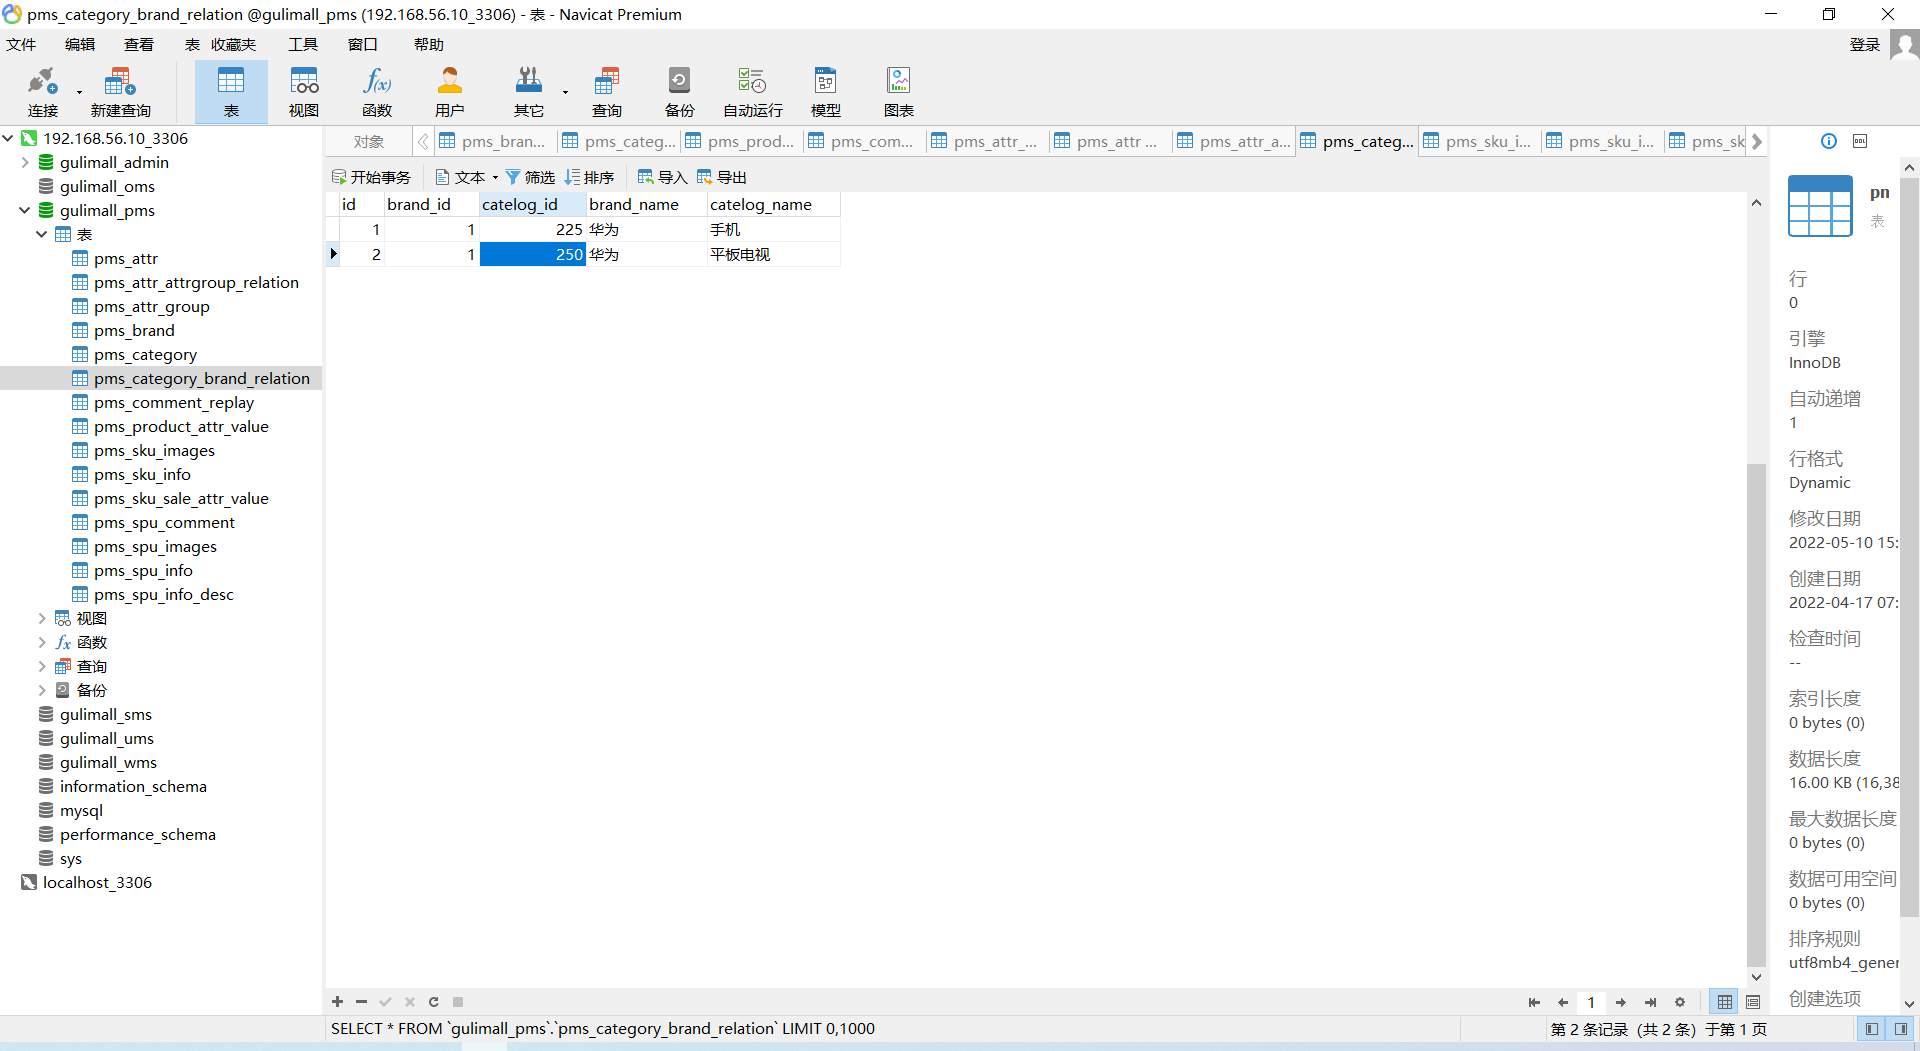 pms_category_brand_relation @gulimall_pms (192.168.56.10_3306) - 表 - Navicat Premium
文件 编辑 查看 表 收藏夹 工具 窗口 帮助 登录
连接 新建查询 表 视图 函数 用户 其它 查询 备份 自动运行 模型 图表
192.168.56.10_3306
gulimall_admin
gulimall_oms
gulimall_pms
表
pms_attr
pms_attr_attrgroup_relation
pms_attr_group
pms_brand
pms_category
pms_category_brand_relation
pms_comment_replay
pms_product_attr_value
pms_sku_images
pms_sku_info
pms_sku_sale_attr_value
pms_spu_comment
pms_spu_images
pms_spu_info
pms_spu_info_desc
视图
函数
查询
备份
gulimall_sms
gulimall_ums
gulimall_wms
information_schema
mysql
performance_schema
sys
localhost_3306
对象 pms_bran... pms_categ... pms_prod... pms_com... pms_attr_... pms_attr ... pms_attr_a... pms_categ... pms_sku_i... pms_sku_i... pms_sk
开始事务 文本 筛选 排序 导入 导出
id brand_id catelog_id brand_name catelog_name
1 1 225 华为 手机
2 1 250 华为 平板电视
pn
表
行
0
引擎
InnoDB
自动递增
1
行格式
Dynamic
修改日期
2022-05-10 15:
创建日期
2022-04-17 07:
检查时间
--
索引长度
0 bytes (0)
数据长度
16.00 KB (16,38
最大数据长度
0 bytes (0)
数据可用空间
0 bytes (0)
排序规则
utf8mb4_gener
创建选项
1
SELECT * FROM `gulimall_pms`.`pms_category_brand_relation` LIMIT 0,1000
第 2 条记录 (共 2 条) 于第 1 页